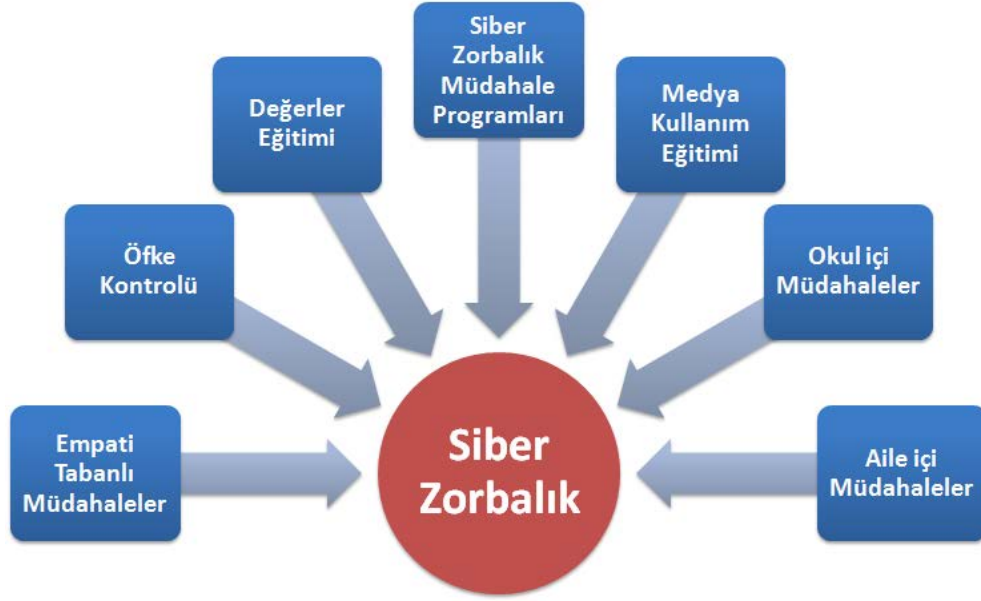 Siber
Zorbalık
Müdahale
Programları
Değerler
Eğitimi
Medya
Kullanım
Eğitimi
Öfke
Kontrolü
Okul içi
Müdahaleler
Empati
Tabanlı
Müdahaleler
Siber
Zorbalık
Aile içi
Müdahaleler